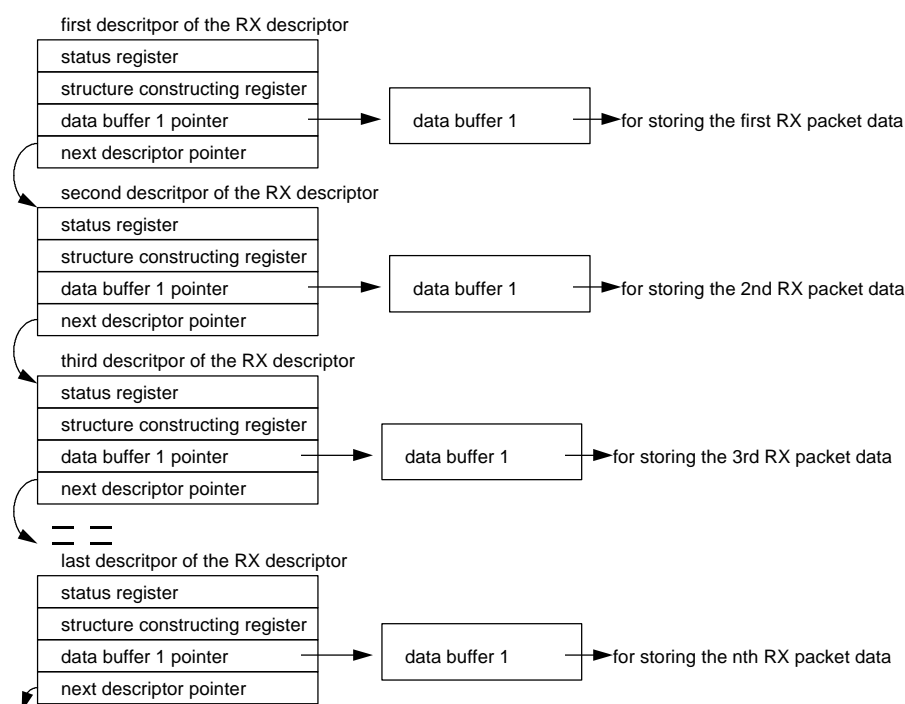 first descritpor of the RX descriptor
status register
structure constructing register
data buffer 1 pointer
data buffer 1
for storing the first RX packet data
next descriptor pointer
second descritpor of the RX descriptor
status register
structure constructing register
data buffer 1 pointer
data buffer 1
for storing the 2nd RX packet data
next descriptor pointer
third descritpor of the RX descriptor
status register
structure constructing register
data buffer 1 pointer
data buffer 1
for storing the 3rd RX packet data
next descriptor pointer
last descritpor of the RX descriptor
status register
structure constructing register
data buffer 1 pointer
data buffer 1
for storing the nth RX packet data
next descriptor pointer